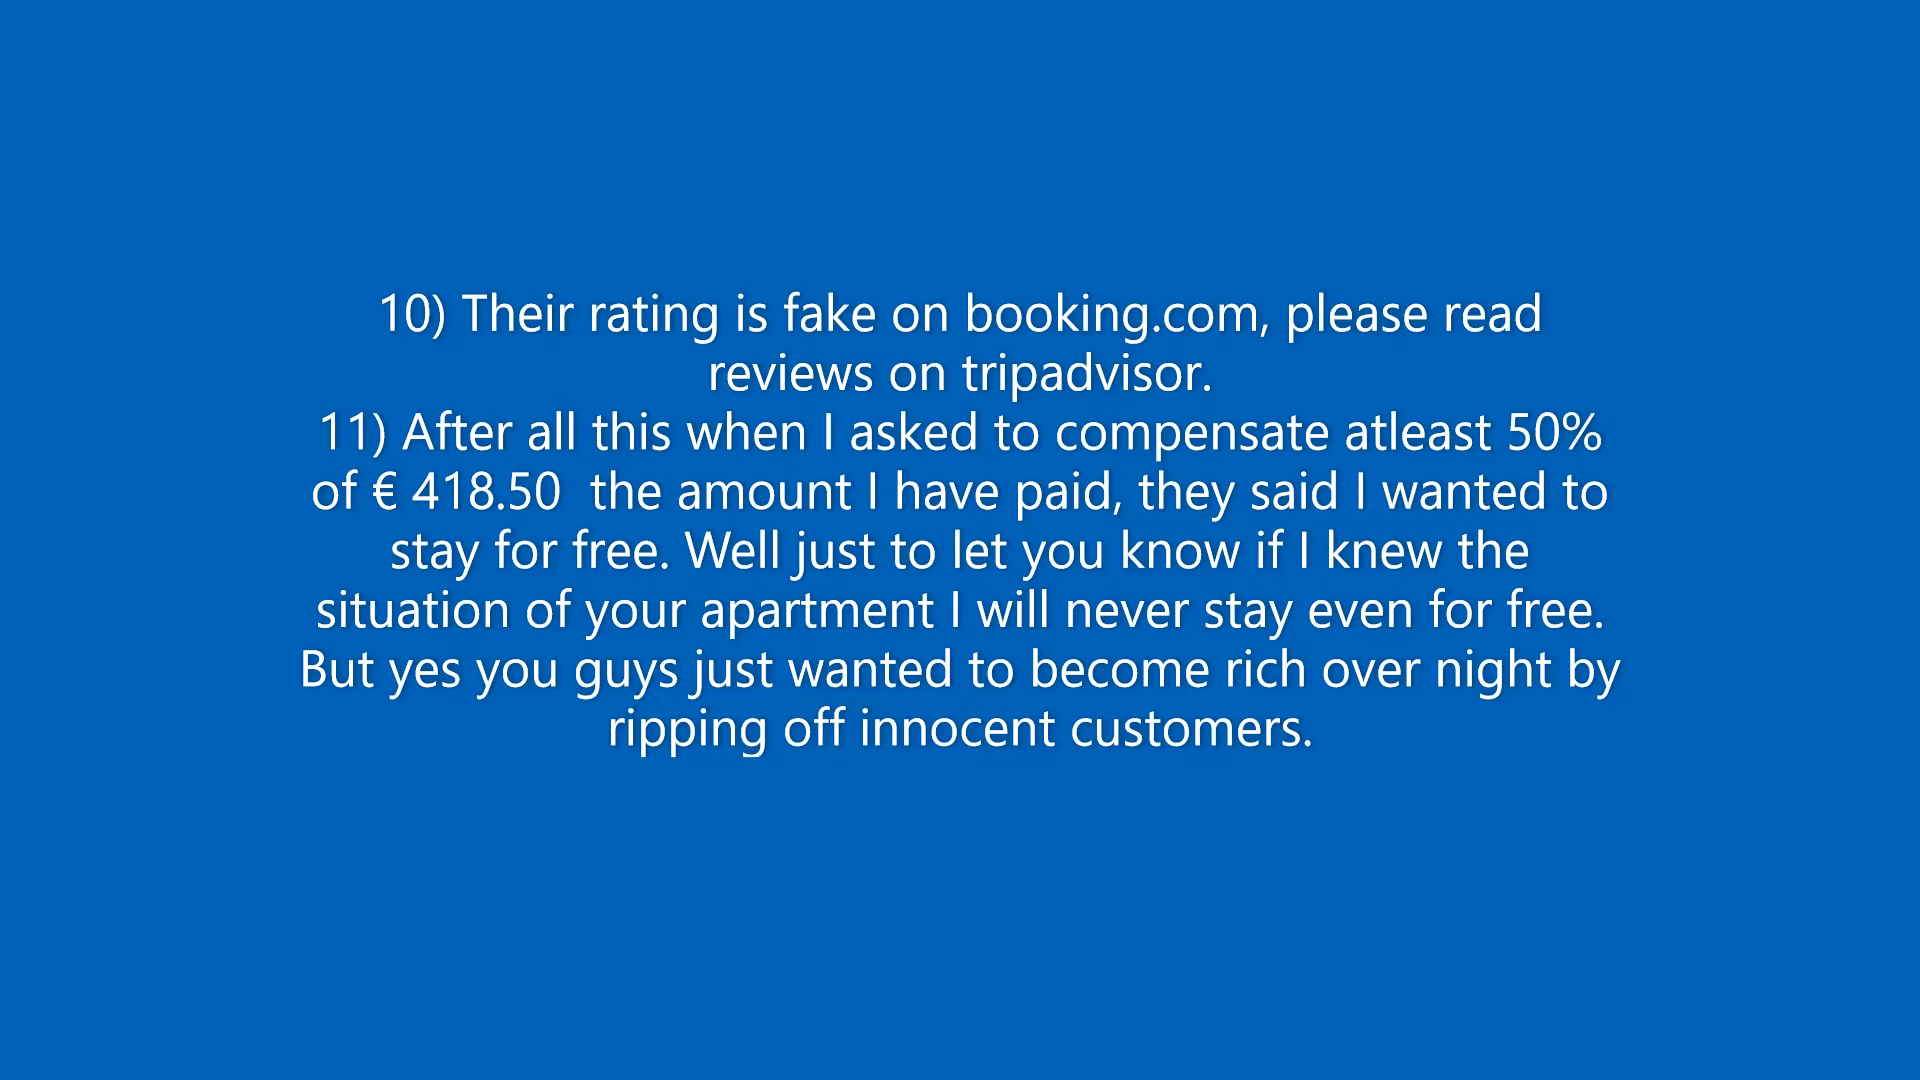 10) Their rating is fake on booking.com, please read
reviews on tripadvisor.
11) After all this when I asked to compensate atleast 50%
of € 418.50  the amount I have paid, they said I wanted to
stay for free. Well just to let you know if I knew the
situation of your apartment I will never stay even for free.
But yes you guys just wanted to become rich over night by
ripping off innocent customers.